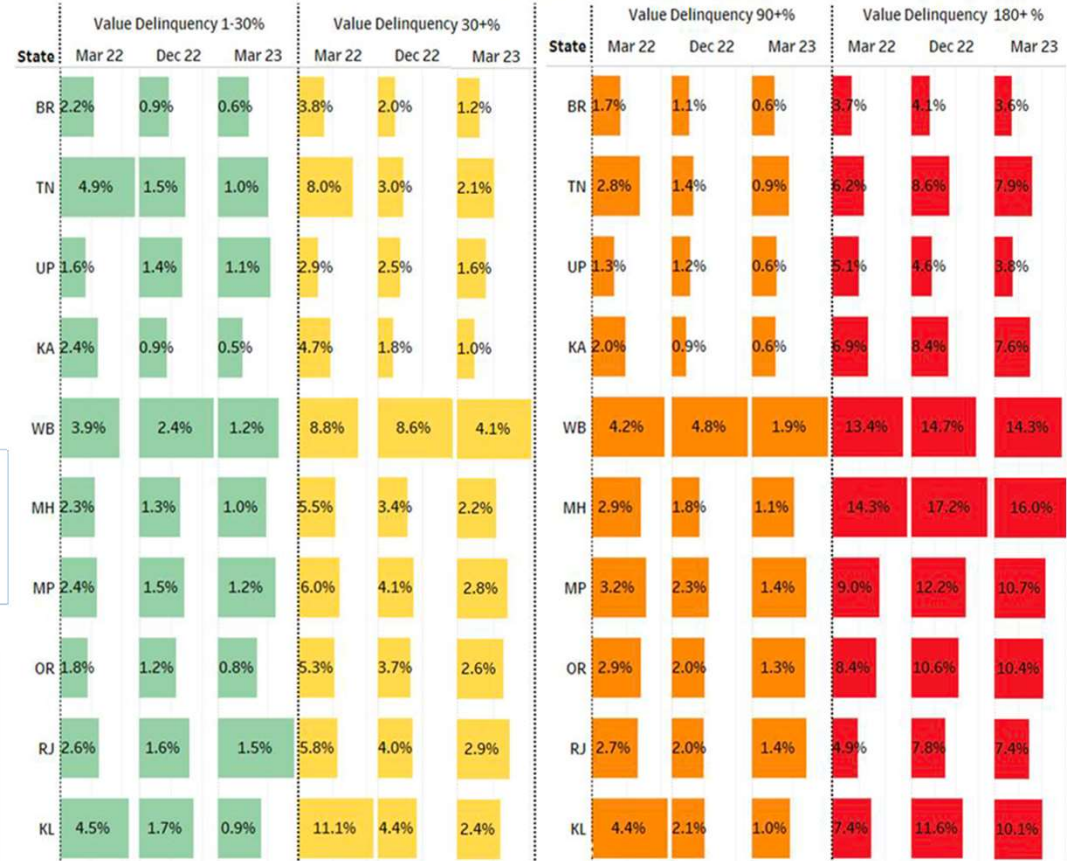 Value Delinquency 1-30% Value Delinquency 30+% Value Delinquency 90+% Value Delinquency 180+ %
State Mar 22 Dec 22 Mar 23 Mar 22 Dec 22 Mar 23 State Mar 22 Dec 22 Mar 23 Mar 22 Dec 22 Mar 23
BR 2.2% 0.9% 0.6% 3.8% 2.0% 1.2% BR 1.7% 1.1% 0.6% 3.7% 4.1% 3.6%
TN 4.9% 1.5% 1.0% 8.0% 3.0% 2.1% TN 2.8% 1.4% 0.9% 6.2% 8.6% 7.9%
UP 1.6% 1.4% 1.1% 2.9% 2.5% 1.6% UP 1.3% 1.2% 0.6% 5.1% 4.6% 3.8%
KA 2.4% 0.9% 0.5% 4.7% 1.8% 1.0% KA 2.0% 0.9% 0.6% 6.9% 8.4% 7.6%
WB 3.9% 2.4% 1.2% 8.8% 8.6% 4.1% WB 4.2% 4.8% 1.9% 13.4% 14.7% 14.3%
MH 2.3% 1.3% 1.0% 5.5% 3.4% 2.2% MH 2.9% 1.8% 1.1% 14.3% 17.2% 16.0%
MP 2.4% 1.5% 1.2% 6.0% 4.1% 2.8% MP 3.2% 2.3% 1.4% 9.0% 12.2% 10.7%
OR 1.8% 1.2% 0.8% 5.3% 3.7% 2.6% OR 2.9% 2.0% 1.3% 8.4% 10.6% 10.4%
RJ 2.6% 1.6% 1.5% 5.8% 4.0% 2.9% RJ 2.7% 2.0% 1.4% 4.9% 7.8% 7.4%
KL 4.5% 1.7% 0.9% 11.1% 4.4% 2.4% KL 4.4% 2.1% 1.0% 7.4% 11.6% 10.1%